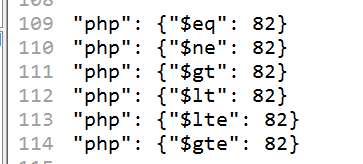 109 "php": {"$eq": 82}
110 "php": {"$ne": 82}
111 "php": {"$gt": 82}
112 "php": {"$lt": 82}
113 "php": {"$lte": 82}
114 "php": {"$gte": 82}